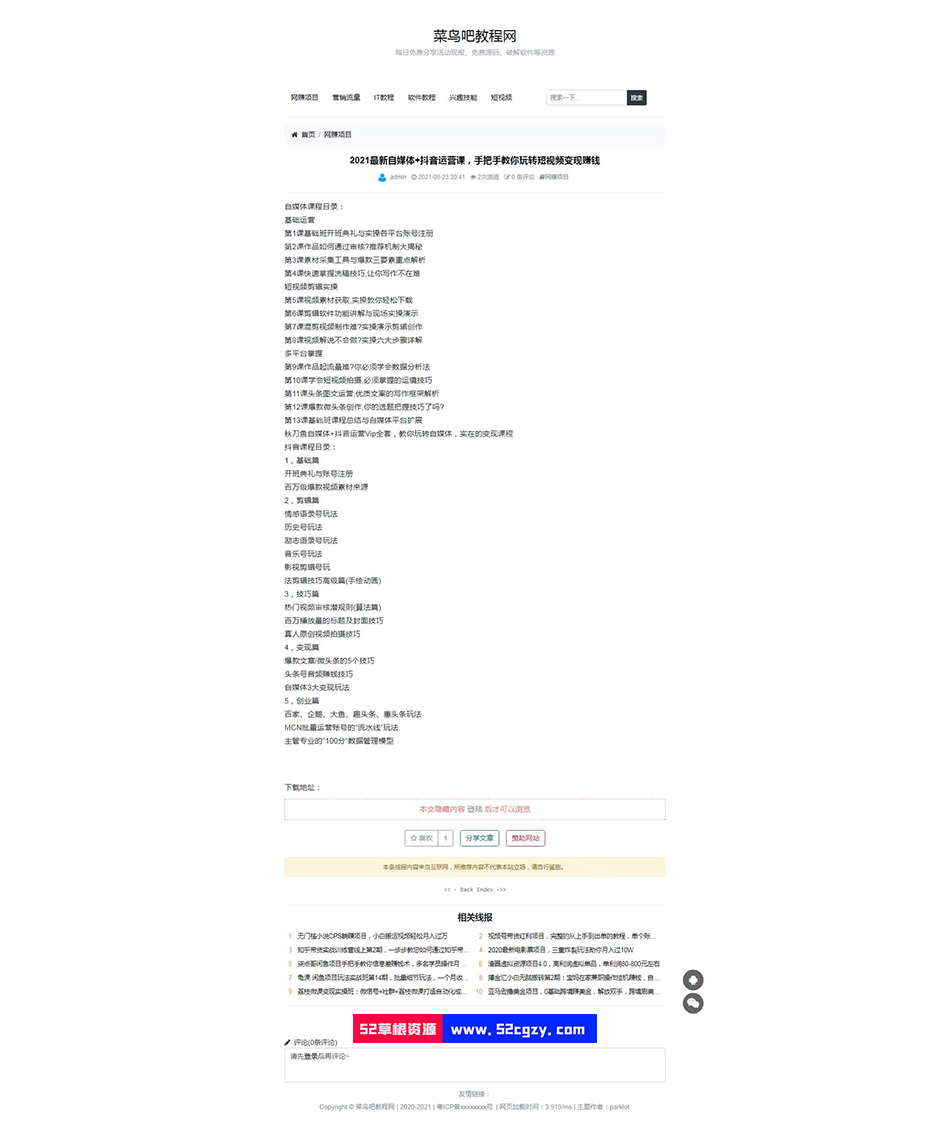 菜鸟吧教程网
每日免费分享活动现报、免费源码、破解软件等资源
网赚项目 营销流量 IT教程 软件教程 兴趣技能 短视频 搜索一下... 搜索
首页 / 网赚项目
2021最新自媒体+抖音运营课，手把手教你玩转短视频变现赚钱
admin 2021-08-23 20:41 2次浏览 0 条评论 网赚项目
自媒体课程目录：
基础运营
第1课基础班开班典礼与实操各平台账号注册
第2课作品如何通过审核?推荐机制大揭秘
第3课素材采集工具与爆款三要素重点解析
第4课快速掌握洗稿技巧,让你写作不在难
短视频剪辑实操
第5课视频素材获取,实操教你轻松下载
第6课剪辑软件功能讲解与现场实操演示
第7课混剪视频制作难?实操演示剪辑创作
第8课视频解说不会做?实操六大步骤详解
多平台掌握
第9课作品起流量难?你必须学会数据分析法
第10课学会短视频拍摄,必须掌握的运镜技巧
第11课头条图文运营,优质文案的写作框架解析
第12课爆款微头条创作,你的选题把握技巧了吗?
第13课基础班课程总结与自媒体平台扩展
秋刀鱼自媒体+抖音运营Vip全套，教你玩转自媒体，实在的变现课程
抖音课程目录：
1，基础篇
开班典礼与账号注册
百万级爆款视频素材来源
2，剪辑篇
情感语录号玩法
历史号玩法
励志语录号玩法
音乐号玩法
影视剪辑号玩
法剪辑技巧高级篇(手绘动画)
3，技巧篇
热门视频审核潜规则(算法篇)
百万播放量的标题及封面技巧
真人原创视频拍摄技巧
4，变现篇
爆款文章/微头条的5个技巧
头条号音频赚钱技巧
自媒体3大变现玩法
5，创业篇
百家、企鹅、大鱼、趣头条、惠头条玩法
MCN批量运营账号的"流水线"玩法
主管专业的"100分"数据管理模型
下载地址：
本文隐藏内容 登陆 后才可以浏览
喜欢 1 分享文章 赞助网站
本条线报内容来自互联网，所推荐内容不代表本站立场，请自行鉴别。
<< - Back Index ->>
相关线报
1 无门槛小说CPS躺赚项目，小白搬运视频轻松月入过万
2 视频号带货红利项目，完整的从上手到出单的教程，单个账...
3 知乎带货实战训练营线上第2期，一步步教您如何通过知乎带...
4 2020最新电影票项目，三重炸裂玩法助你月入过10W
5 柒点哥闲鱼项目手把手教你信息差赚钱术，多名学员操作月...
6 渣圆虚拟资源项目4.0，高利润虚拟单品，单利润80-800元左右
7 龟课 闲鱼项目玩法实战班第14期，批量细节玩法，一个月收...
8 捧金汇小白无脑搬砖第2期：宝妈在家兼职操作挂机赚钱，自...
9 荔枝微课变现实操班：微信号+社群+荔枝微课打造自动化成...
10 亚马逊撸美金项目，0基础跨境赚美金，解放双手，跨境刷美...
52草根资源 www.52cgzy.com
评论(0条评论)
请先登录后再评论~
友情链接：
Copyright © 菜鸟吧教程网 | 2020-2021 | 粤ICP备xxxxxxxx号 | 网页加载时间：3.918/ms | 主题作者：parklot